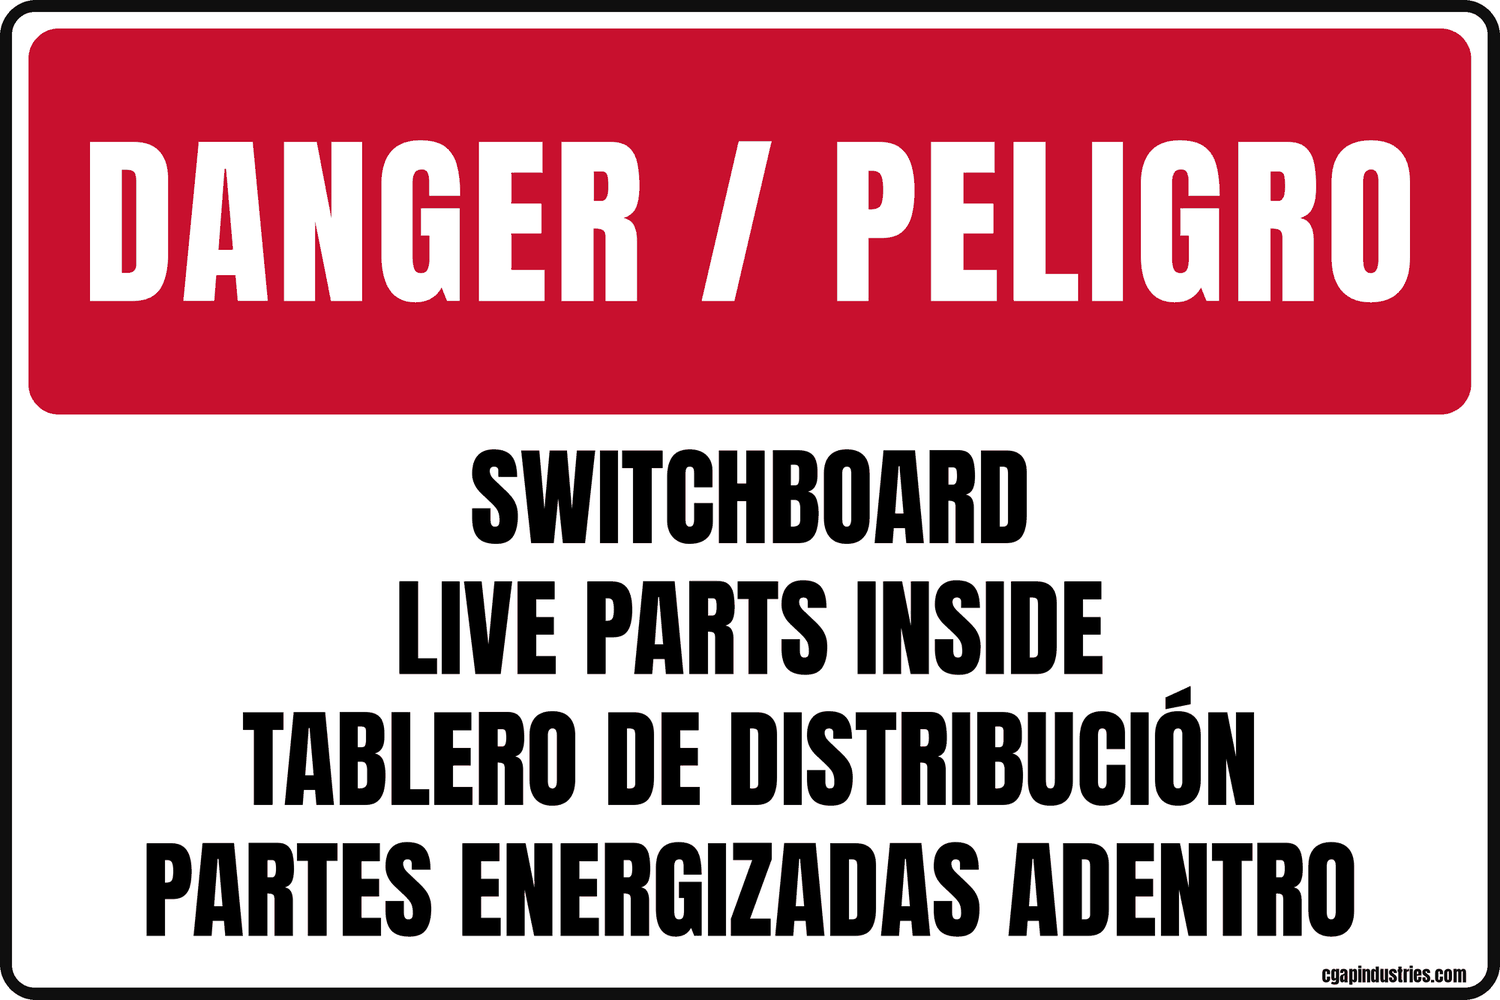 DANGER / PELIGRO
SWITCHBOARD
LIVE PARTS INSIDE
TABLERO DE DISTRIBUCIÓN
PARTES ENERGIZADAS ADENTRO
cgapindustries.com